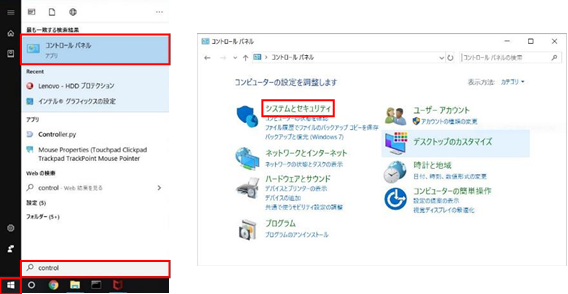 最も一致する検索結果
コントロール パネル
アプリ
Recent
Lenovo - HDD プロテクション
インテル® グラフィックスの設定
アプリ
Controller.py
Mouse Properties (Touchpad Clickpad
Trackpad TrackPoint Mouse Pointer
Web の検索
control - Web 結果を見る
設定 (5)
フォルダー (5+)
control
コントロール パネル
コントロール パネル
コントロール パネルの検索
コンピューターの設定を調整します
表示方法: カテゴリ
システムとセキュリティ
コンピューターの状態を確認
ファイル履歴でファイルのバックアップ コピーを保存
バックアップと復元 (Windows 7)
ネットワークとインターネット
ネットワークの状態とタスクの表示
ハードウェアとサウンド
デバイスとプリンターの表示
デバイスの追加
共通で使うモビリティ設定の調整
プログラム
プログラムのアンインストール
ユーザー アカウント
アカウントの種類の変更
デスクトップのカスタマイズ
時計と地域
日付、時刻、数値形式の変更
コンピューターの簡単操作
設定の提案の表示
視覚ディスプレイの最適化